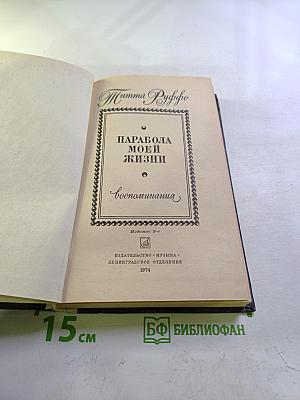 Титта Руффо
ПАРАБОЛА
МОЕЙ
ЖИЗНИ
воспоминания
Издание 2-е
ИЗДАТЕЛЬСТВО «МУЗЫКА»
ЛЕНИНГРАДСКОЕ ОТДЕЛЕНИЕ
1974
15 см
БФ БИБЛИОФАН